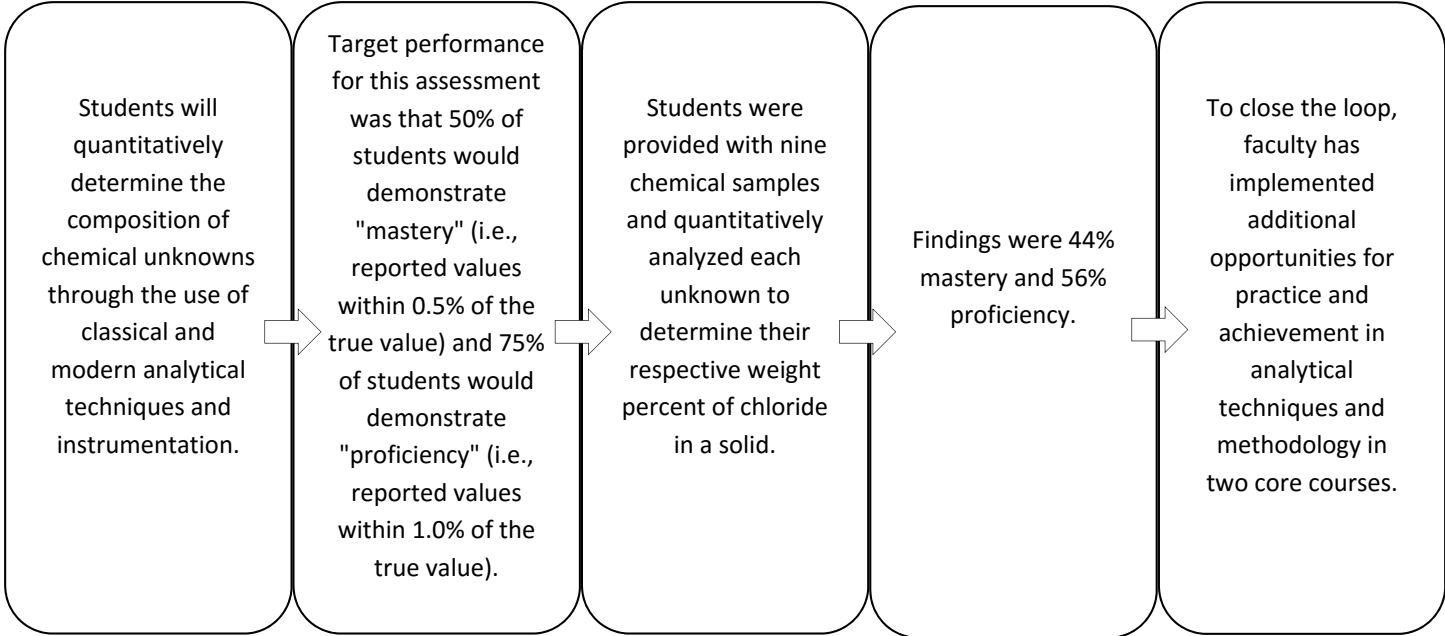 Students will
quantitatively
determine the
composition of
chemical unknowns
through the use of
classical and
modern analytical
techniques and
instrumentation.
Target performance
for this assessment
was that 50% of
students would
demonstrate
"mastery" (i.e.,
reported values
within 0.5% of the
true value) and 75%
of students would
demonstrate
"proficiency" (i.e.,
reported values
within 1.0% of the
true value).
Students were
provided with nine
chemical samples
and quantitatively
analyzed each
unknown to
determine their
respective weight
percent of chloride
in a solid.
Findings were 44%
mastery and 56%
proficiency.
To close the loop,
faculty has
implemented
additional
opportunities for
practice and
achievement in
analytical
techniques and
methodology in
two core courses.